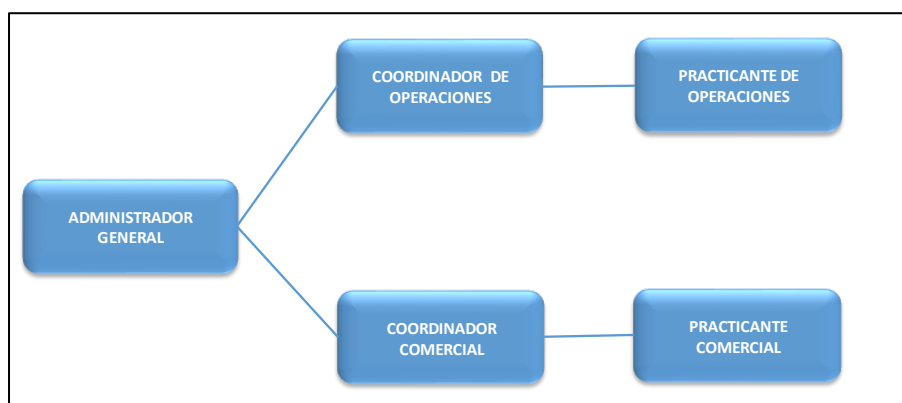 COORDINADOR DE
OPERACIONES
PRACTICANTE DE
OPERACIONES
ADMINISTRADOR
GENERAL
COORDINADOR
COMERCIAL
PRACTICANTE
COMERCIAL